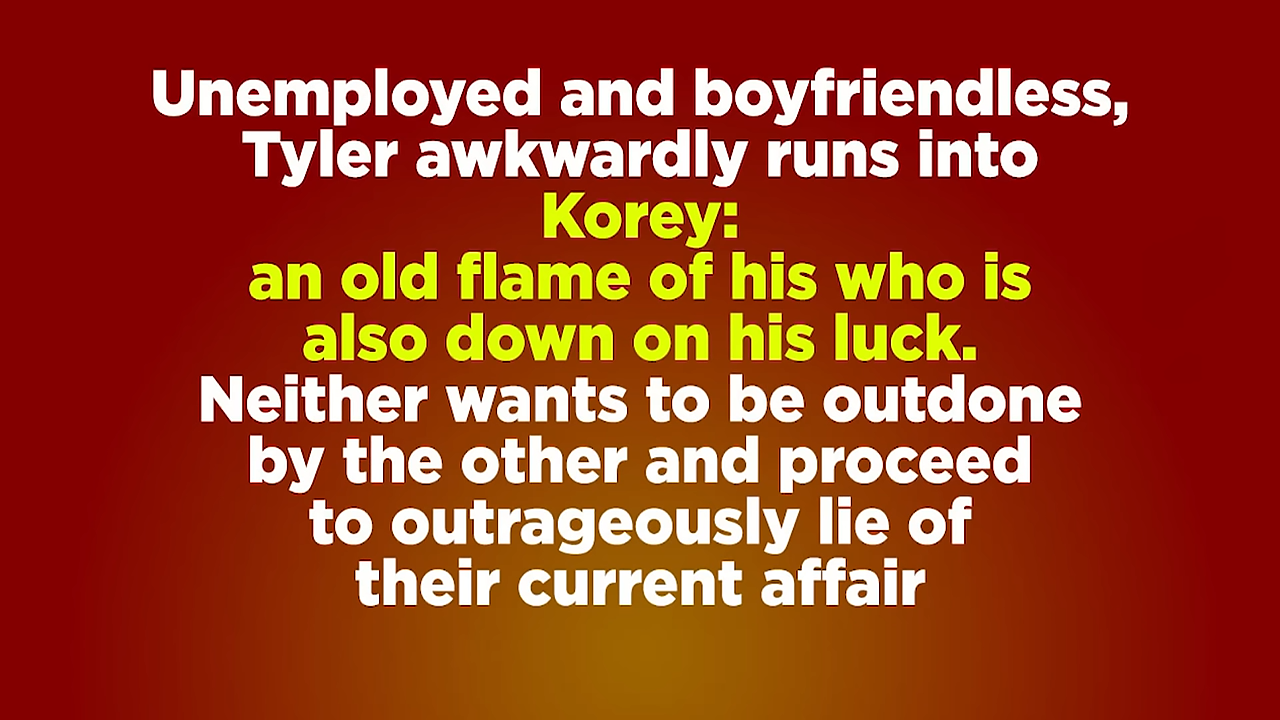 Unemployed and boyfriendless,
Tyler awkwardly runs into
Korey:
an old flame of his who is
also down on his luck.
Neither wants to be outdone
by the other and proceed
to outrageously lie of
their current affair